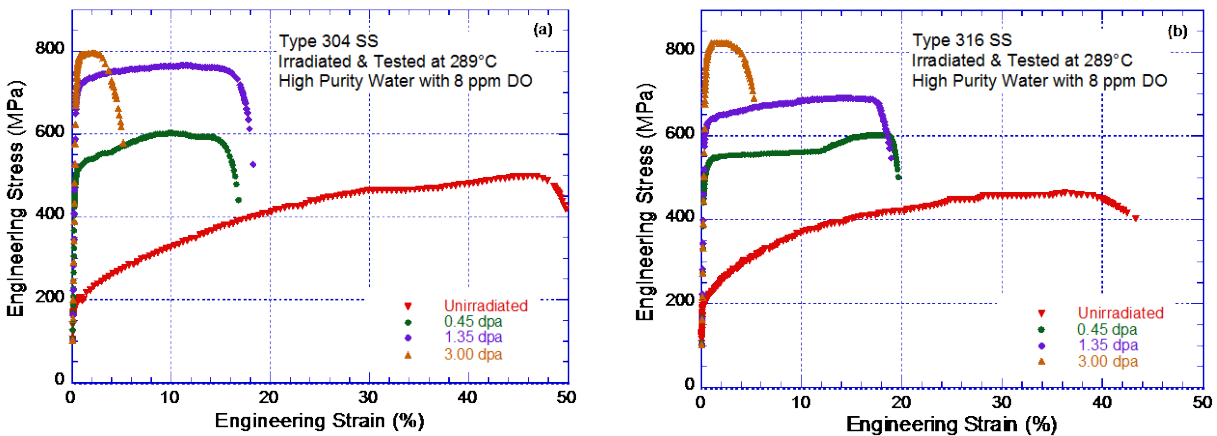 (a)
Type 304 SS
Irradiated & Tested at 289°C
High Purity Water with 8 ppm DO
Engineering Stress (MPa)
800
600
400
200
0
Unirradiated
0.45 dpa
1.35 dpa
3.00 dpa
0 10 20 30 40 50
Engineering Strain (%)
(b)
Type 316 SS
Irradiated & Tested at 289°C
High Purity Water with 8 ppm DO
Engineering Stress (MPa)
800
600
400
200
0
Unirradiated
0.45 dpa
1.35 dpa
3.00 dpa
0 10 20 30 40 50
Engineering Strain (%)